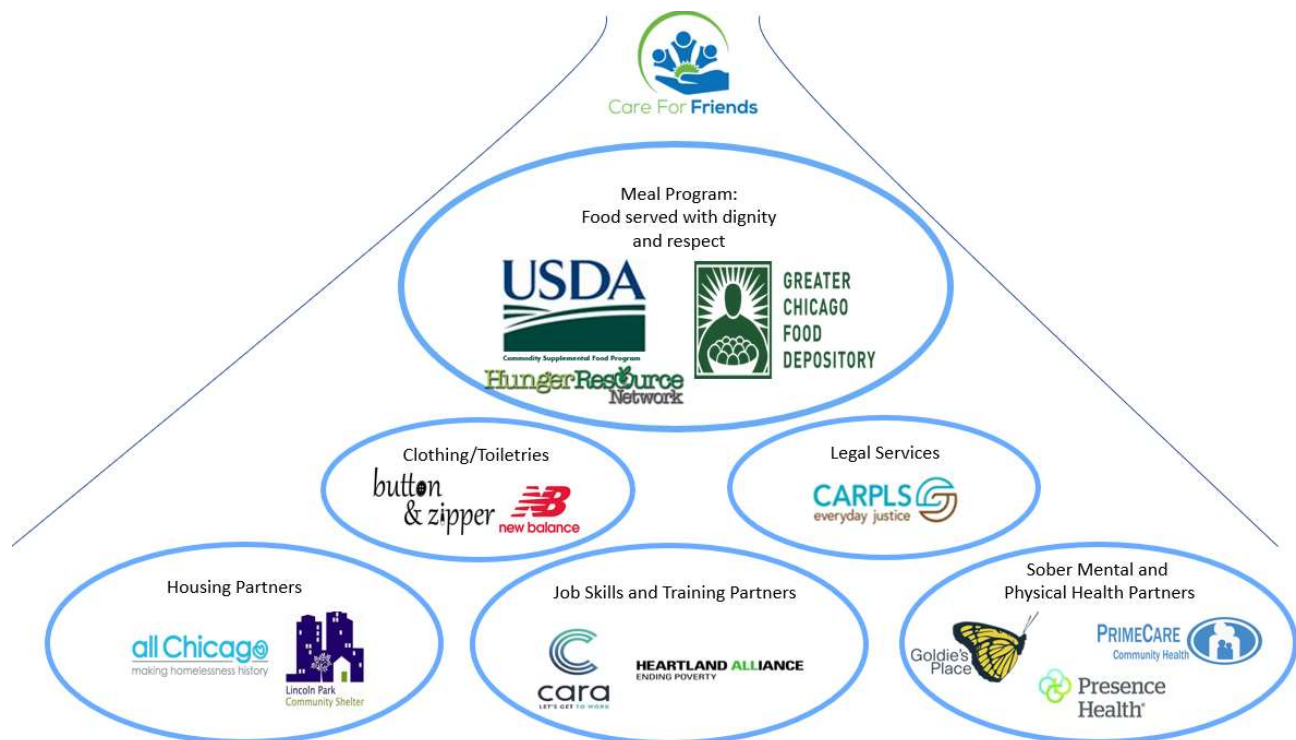 Care For Friends
Meal Program:
Food served with dignity
and respect
USDA
Commodity Supplemental Food Program
HungerResource
Network
GREATER
CHICAGO
FOOD
DEPOSITORY
Clothing/Toiletries
button
& zipper
NB
new balance
Legal Services
CARPLS
everyday justice
Housing Partners
all Chicago
making homelessness history
Lincoln Park
Community Shelter
Job Skills and Training Partners
cara
LET'S GET TO WORK
HEARTLAND ALLIANCE
ENDING POVERTY
Sober Mental and
Physical Health Partners
Goldie's
Place
PRIMECARE
Community Health
Presence
Health®